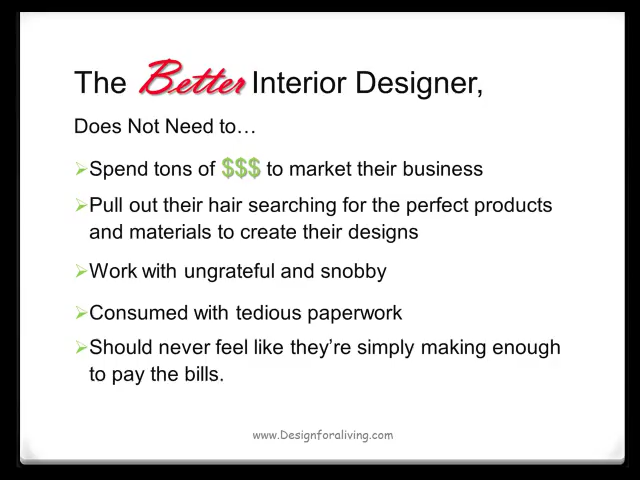 The Better Interior Designer,
Does Not Need to…
➢Spend tons of $$$ to market their business
➢Pull out their hair searching for the perfect products
and materials to create their designs
➢Work with ungrateful and snobby
➢Consumed with tedious paperwork
➢Should never feel like they’re simply making enough
to pay the bills.
www.Designforaliving.com